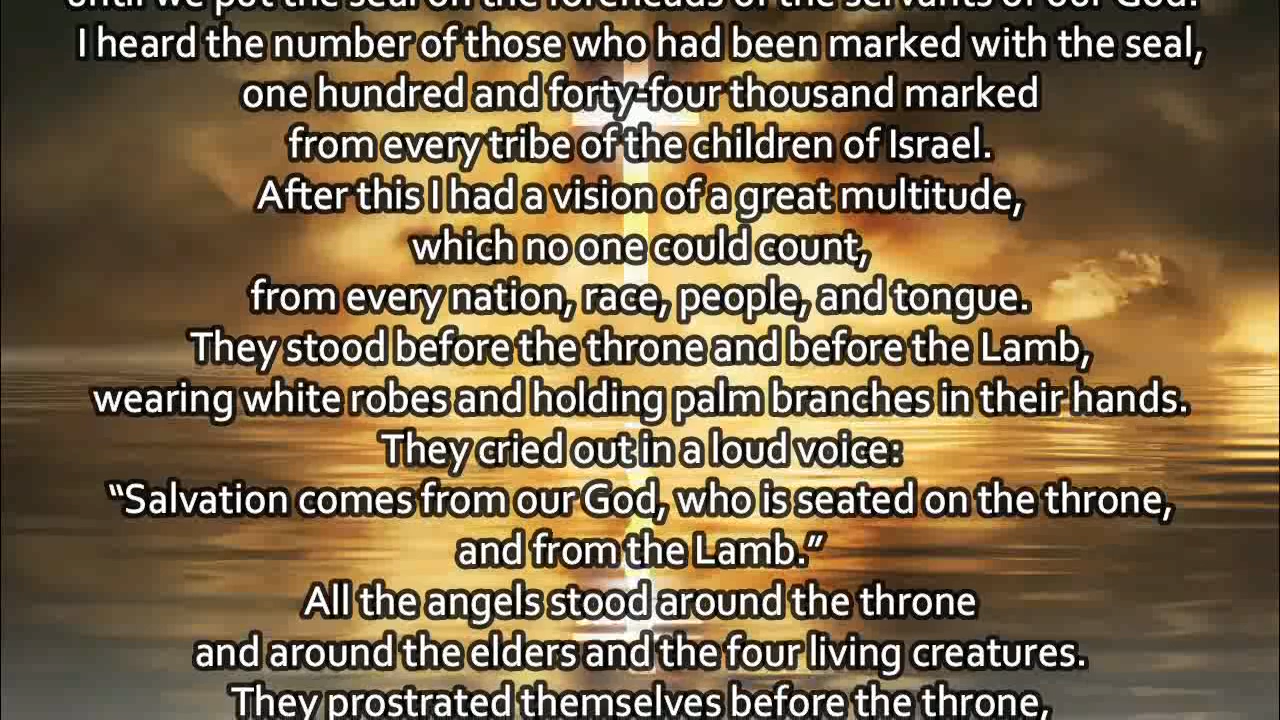 until we put the seal on the foreheads of the servants of our God.
I heard the number of those who had been marked with the seal,
one hundred and forty-four thousand marked
from every tribe of the children of Israel.
After this I had a vision of a great multitude,
which no one could count,
from every nation, race, people, and tongue.
They stood before the throne and before the Lamb,
wearing white robes and holding palm branches in their hands.
They cried out in a loud voice:
“Salvation comes from our God, who is seated on the throne,
and from the Lamb.”
All the angels stood around the throne
and around the elders and the four living creatures.
They prostrated themselves before the throne,